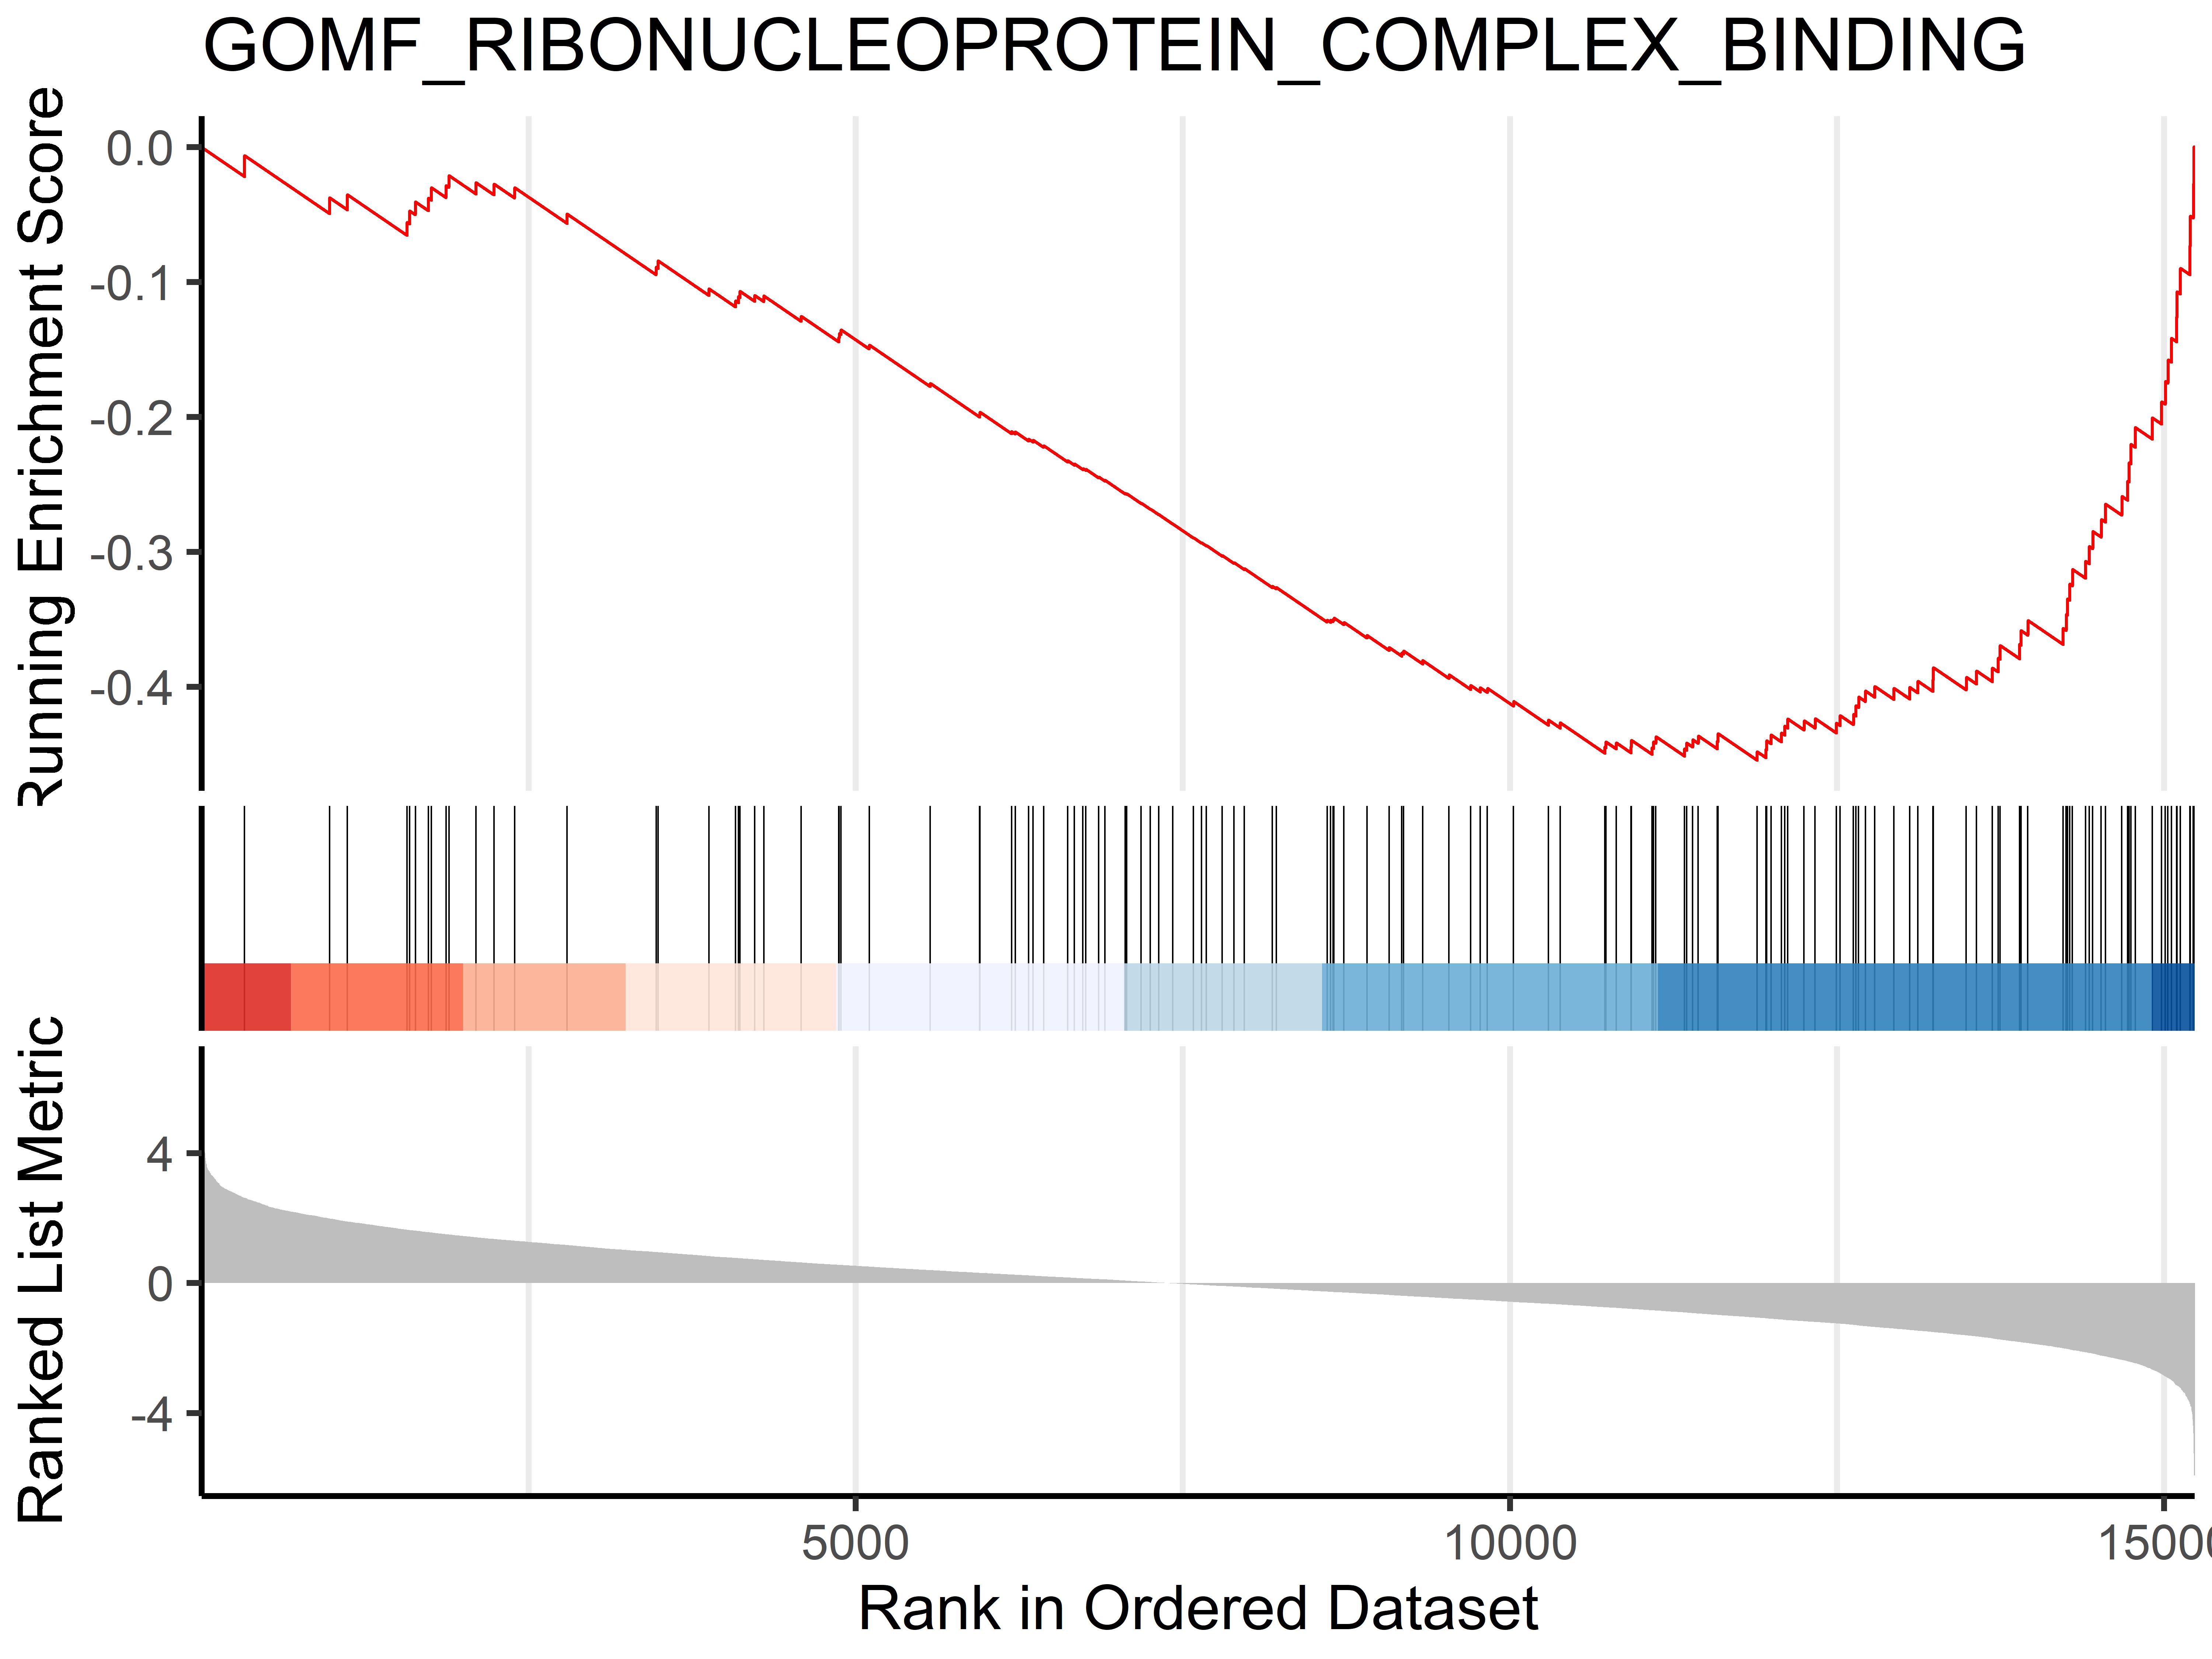 GOMF_RIBONUCLEOPROTEIN_COMPLEX_BINDING
Running Enrichment Score
0.0
-0.1
-0.2
-0.3
-0.4
Ranked List Metric
4
0
-4
5000
10000
1500
Rank in Ordered Dataset